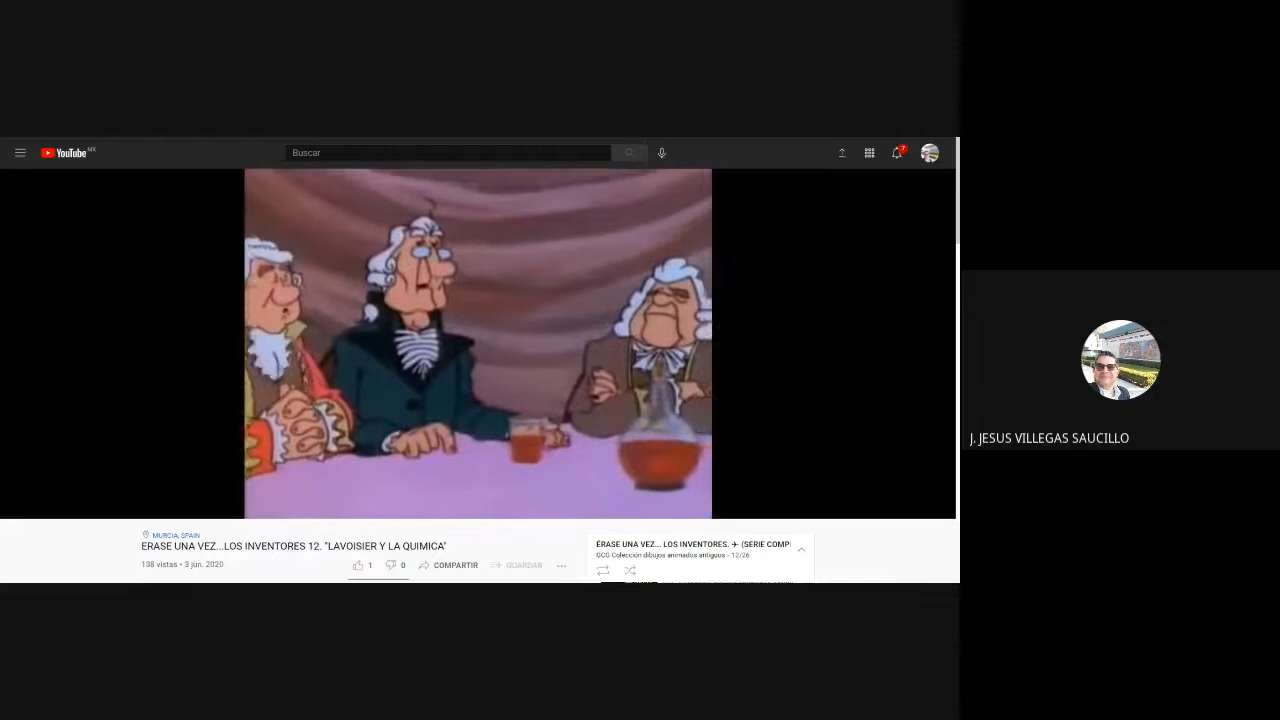 YouTube MX
Buscar
7
MURCIA, SPAIN
ERASE UNA VEZ...LOS INVENTORES 12. "LAVOISIER Y LA QUIMICA"
138 vistas • 3 jun. 2020
1
0
COMPARTIR
GUARDAR
ÉRASE UNA VEZ... LOS INVENTORES. ✈ (SERIE COMP
GCG Colección dibujos animados antiguos - 12/26
J. JESUS VILLEGAS SAUCILLO